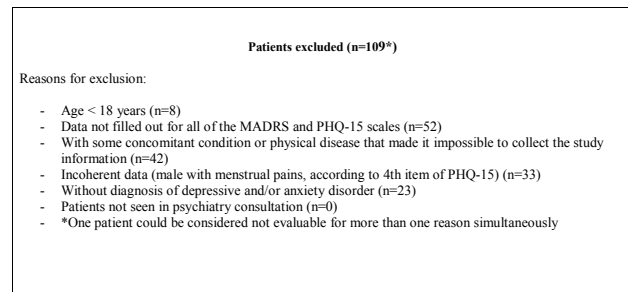 Patients excluded (n=109*)
Reasons for exclusion:
- Age < 18 years (n=8)
- Data not filled out for all of the MADRS and PHQ-15 scales (n=52)
- With some concomitant condition or physical disease that made it impossible to collect the study
information (n=42)
- Incoherent data (male with menstrual pains, according to 4th item of PHQ-15) (n=33)
- Without diagnosis of depressive and/or anxiety disorder (n=23)
- Patients not seen in psychiatry consultation (n=0)
- *One patient could be considered not evaluable for more than one reason simultaneously